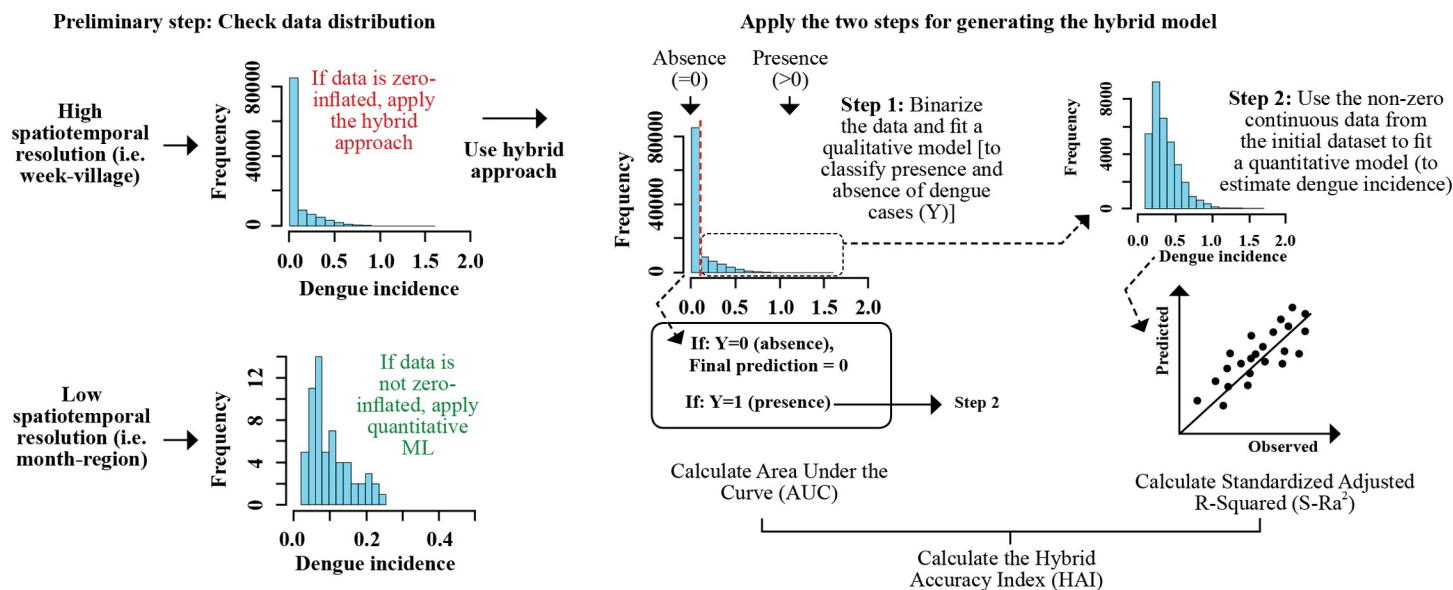 Preliminary step: Check data distribution
High
spatiotemporal
resolution (i.e.
week-village)
Frequency
0
40000
80000
If data is zero-
inflated, apply
the hybrid
approach
0.0 0.5 1.0 1.5 2.0
Dengue incidence
Use hybrid
approach
Low
spatiotemporal
resolution (i.e.
month-region)
Frequency
0
4
8
12
If data is
not zero-
inflated, apply
quantitative
ML
0.0 0.2 0.4
Dengue incidence
Apply the two steps for generating the hybrid model
Absence
(=0)
Presence
(>0)
Frequency
0
40000
80000
0.0 0.5 1.0 1.5 2.0
Step 1: Binarize
the data and fit a
qualitative model [to
classify presence and
absence of dengue
cases (Y)]
If: Y=0 (absence),
Final prediction = 0
If: Y=1 (presence)
Step 2
Calculate Area Under the
Curve (AUC)
Frequency
0
4000
8000
0.0 0.5 1.0 1.5 2.0
Dengue incidence
Step 2: Use the non-zero
continuous data from
the initial dataset to fit
a quantitative model (to
estimate dengue incidence)
Predicted
Observed
Calculate Standardized Adjusted
R-Squared (S-Ra²)
Calculate the Hybrid
Accuracy Index (HAI)